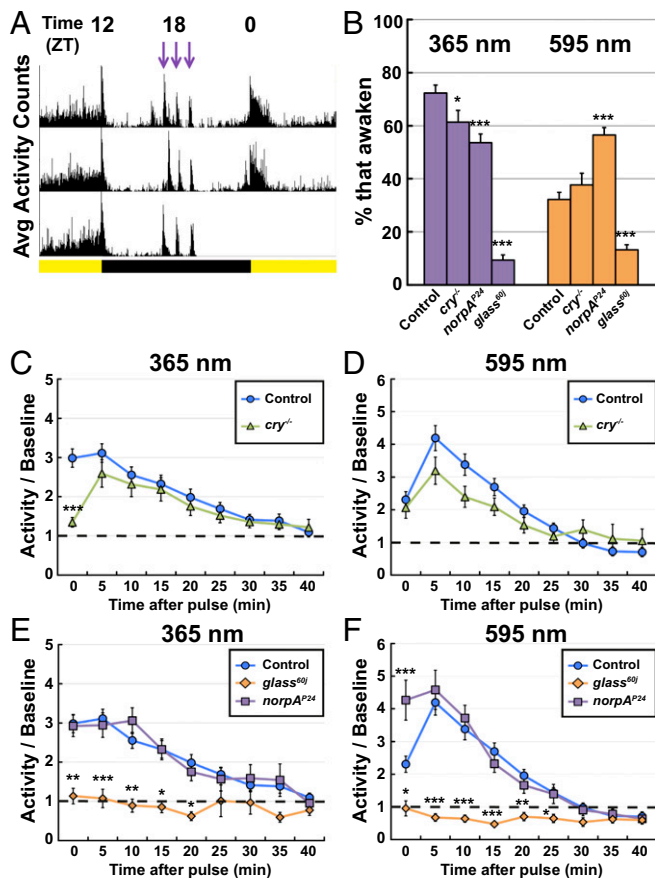 A
Time (ZT)
12 18 0
Avg Activity Counts
B
365 nm 595 nm
% that awaken
80
60
40
20
0
* *** ***
*** ***
Control cry-/- norpAP24 glass60j
Control cry-/- norpAP24 glass60j
C
365 nm
Activity / Baseline
5
4
3
2
1
0
Control
cry-/-
***
0 5 10 15 20 25 30 35 40
Time after pulse (min)
D
595 nm
Activity / Baseline
6
5
4
3
2
1
0
Control
cry-/-
0 5 10 15 20 25 30 35 40
Time after pulse (min)
E
365 nm
Activity / Baseline
5
4
3
2
1
0
Control
glass60j
norpAP24
** *** ** * *
0 5 10 15 20 25 30 35 40
Time after pulse (min)
F
595 nm
Activity / Baseline
6
5
4
3
2
1
0
Control
glass60j
norpAP24
***
* *** *** *** ** *
0 5 10 15 20 25 30 35 40
Time after pulse (min)